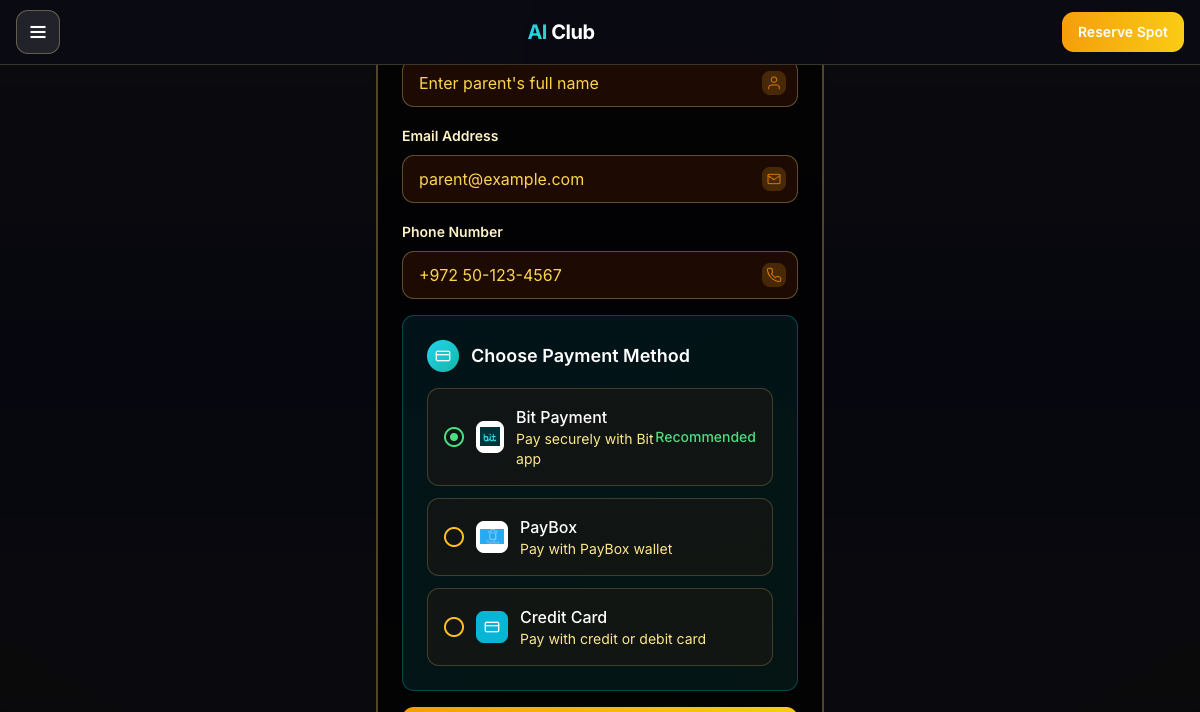 AI Club
Reserve Spot
Enter parent's full name
Email Address
parent@example.com
Phone Number
+972 50-123-4567
Choose Payment Method
bit
Bit Payment
Pay securely with Bit
app
Recommended
PayBox
Pay with PayBox wallet
Credit Card
Pay with credit or debit card